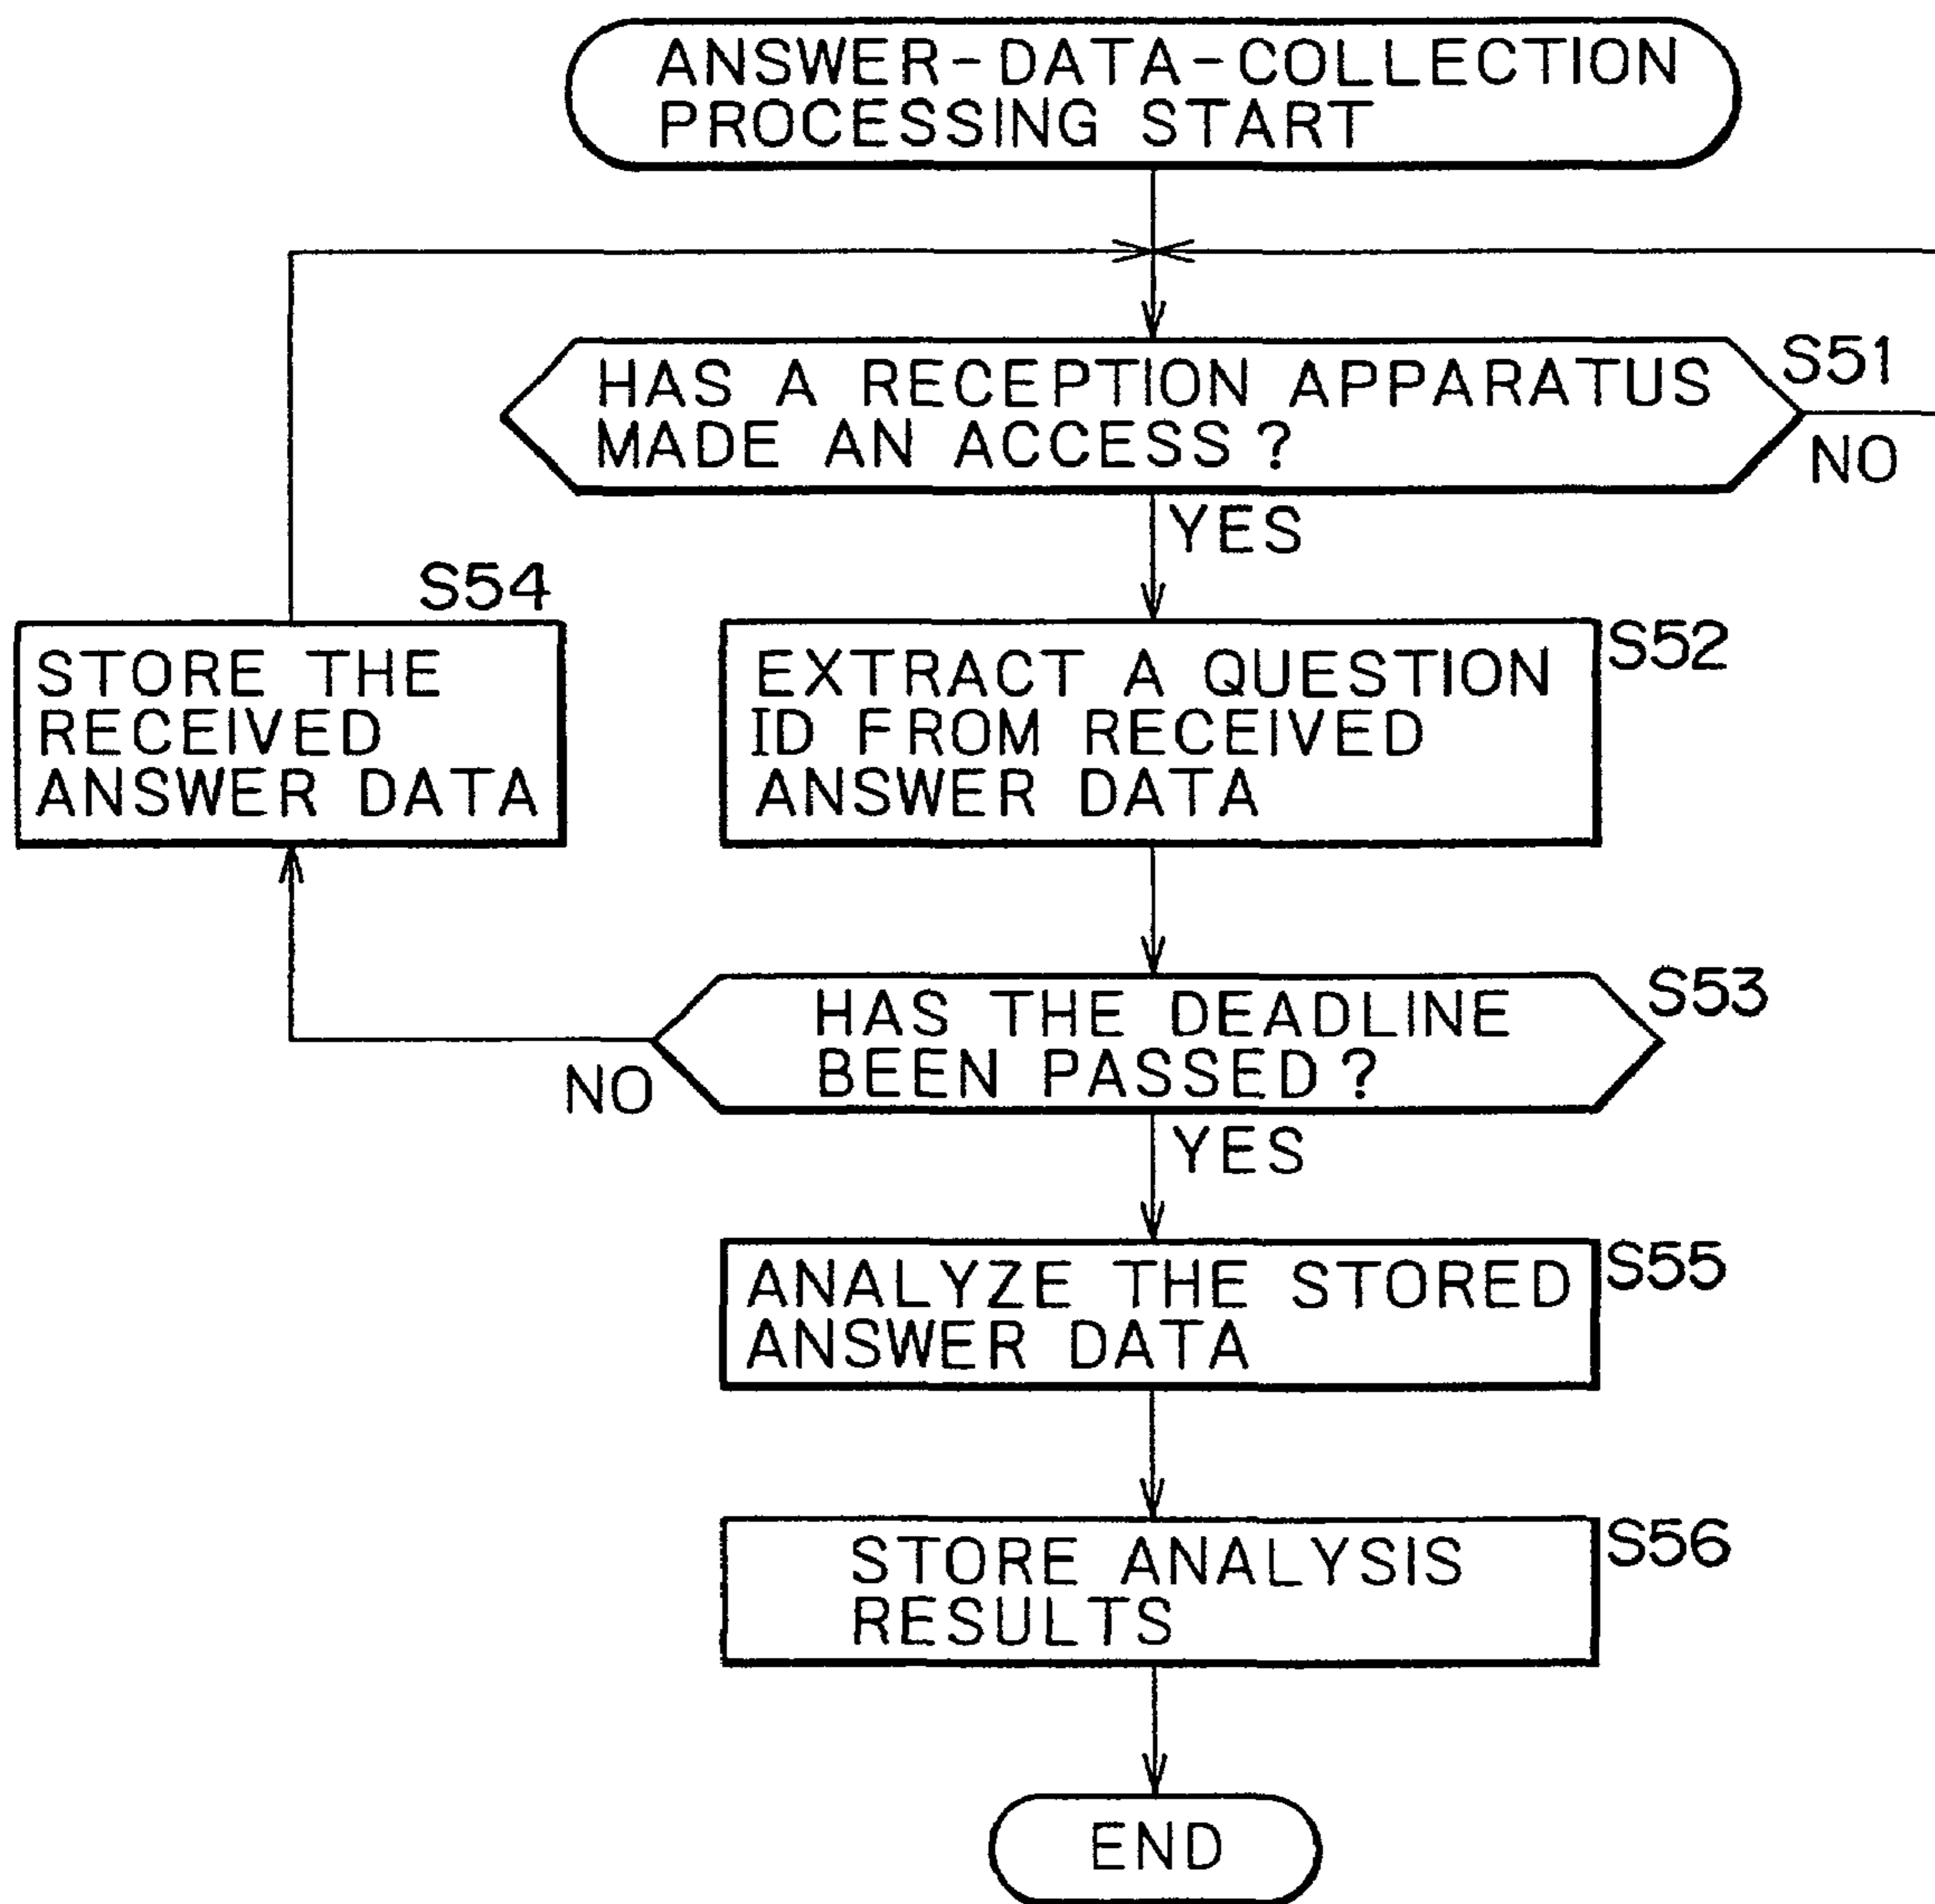 ANSWER-DATA-COLLECTION
PROCESSING START
HAS A RECEPTION APPARATUS
MADE AN ACCESS?
S51
NO
YES
S54
STORE THE
RECEIVED
ANSWER DATA
EXTRACT A QUESTION
ID FROM RECEIVED
ANSWER DATA
S52
HAS THE DEADLINE
BEEN PASSED?
S53
NO
YES
ANALYZE THE STORED
ANSWER DATA
S55
STORE ANALYSIS
RESULTS
S56
END